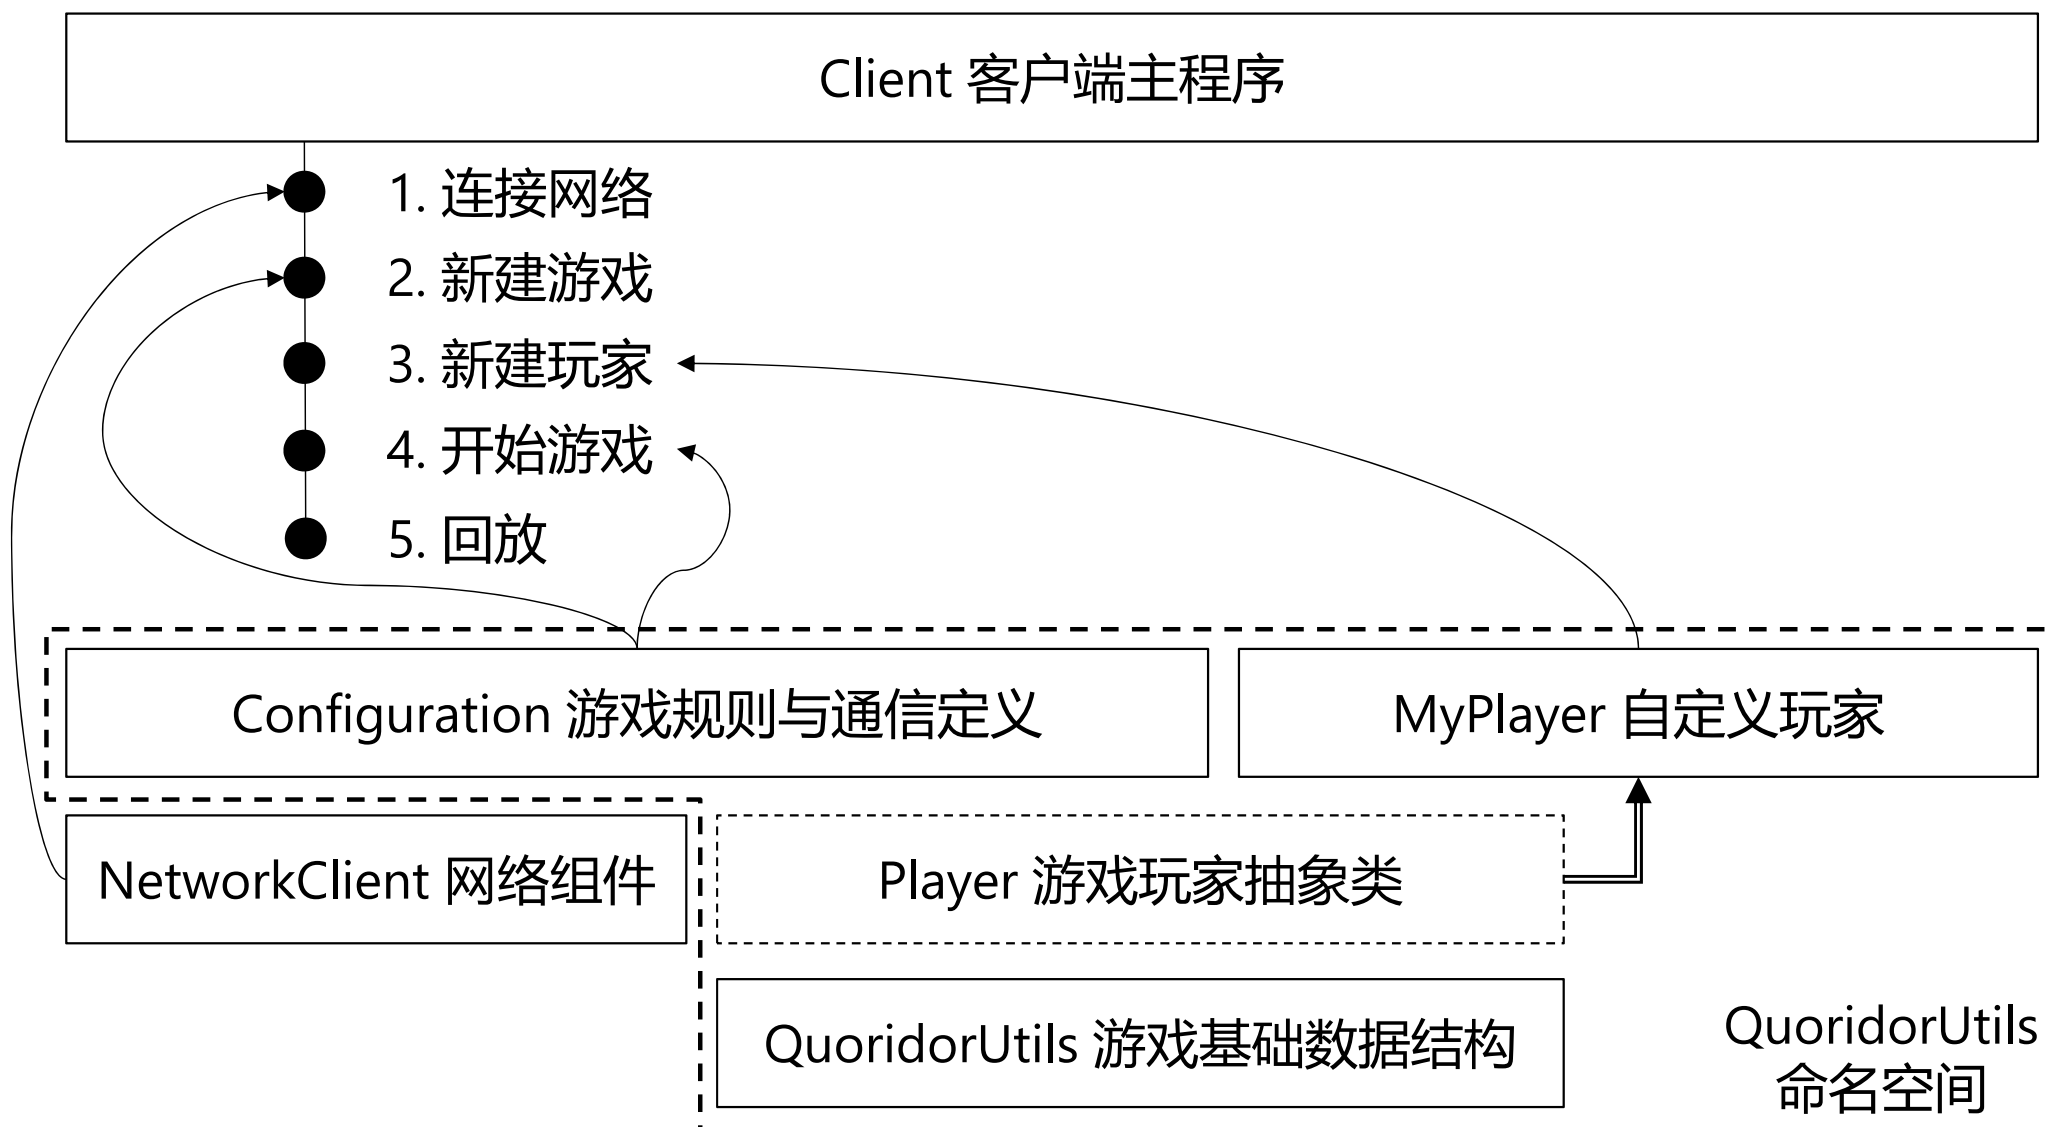 Client 客户端主程序
1. 连接网络
2. 新建游戏
3. 新建玩家
4. 开始游戏
5. 回放
Configuration 游戏规则与通信定义
MyPlayer 自定义玩家
NetworkClient 网络组件
Player 游戏玩家抽象类
QuoridorUtils 游戏基础数据结构
QuoridorUtils
命名空间